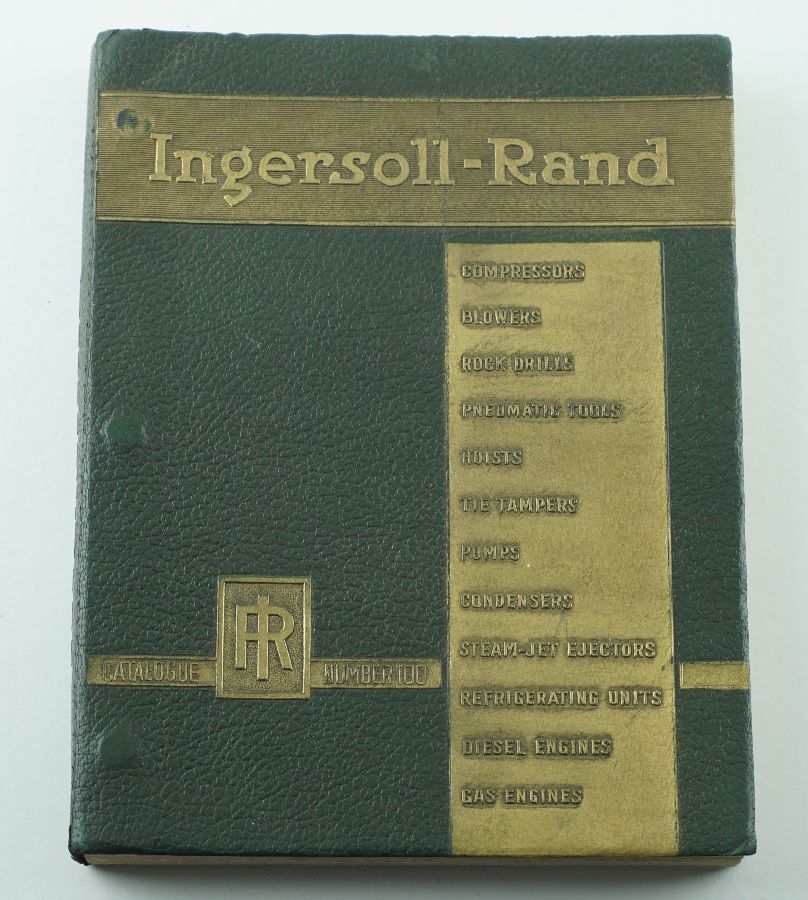 Ingersoll-Rand
COMPRESSORS
BLOWERS
ROCK DRILLS
PNEUMATIC TOOLS
HOISTS
TIE TAMPERS
PUMPS
CONDENSERS
STEAM-JET EJECTORS
REFRIGERATING UNITS
DIESEL ENGINES
GAS ENGINES
CATALOGUE IR NUMBER 100